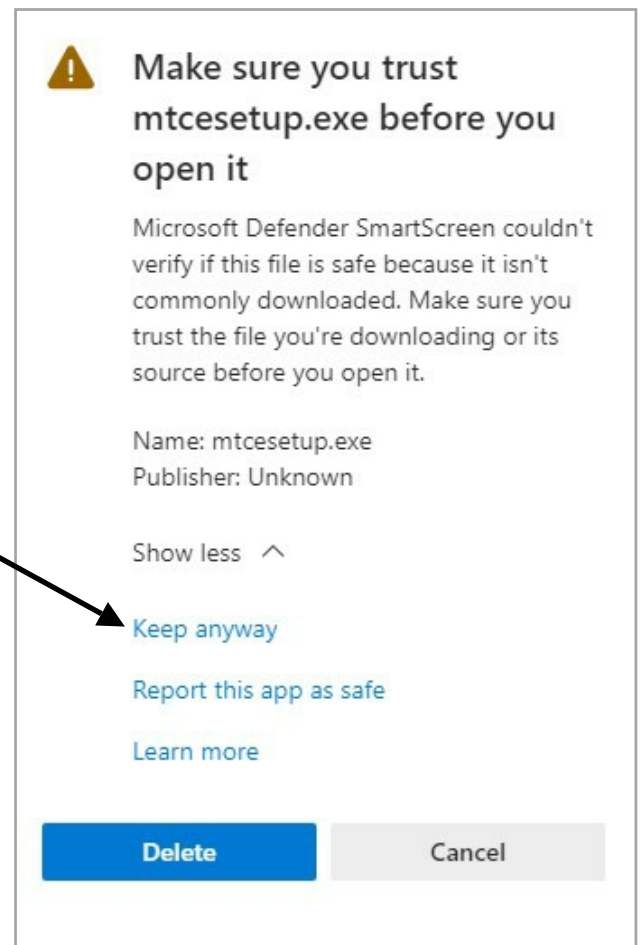 Make sure you trust
mtcesetup.exe before you
open it
Microsoft Defender SmartScreen couldn't
verify if this file is safe because it isn't
commonly downloaded. Make sure you
trust the file you're downloading or its
source before you open it.
Name: mtcesetup.exe
Publisher: Unknown
Show less
Keep anyway
Report this app as safe
Learn more
Delete
Cancel